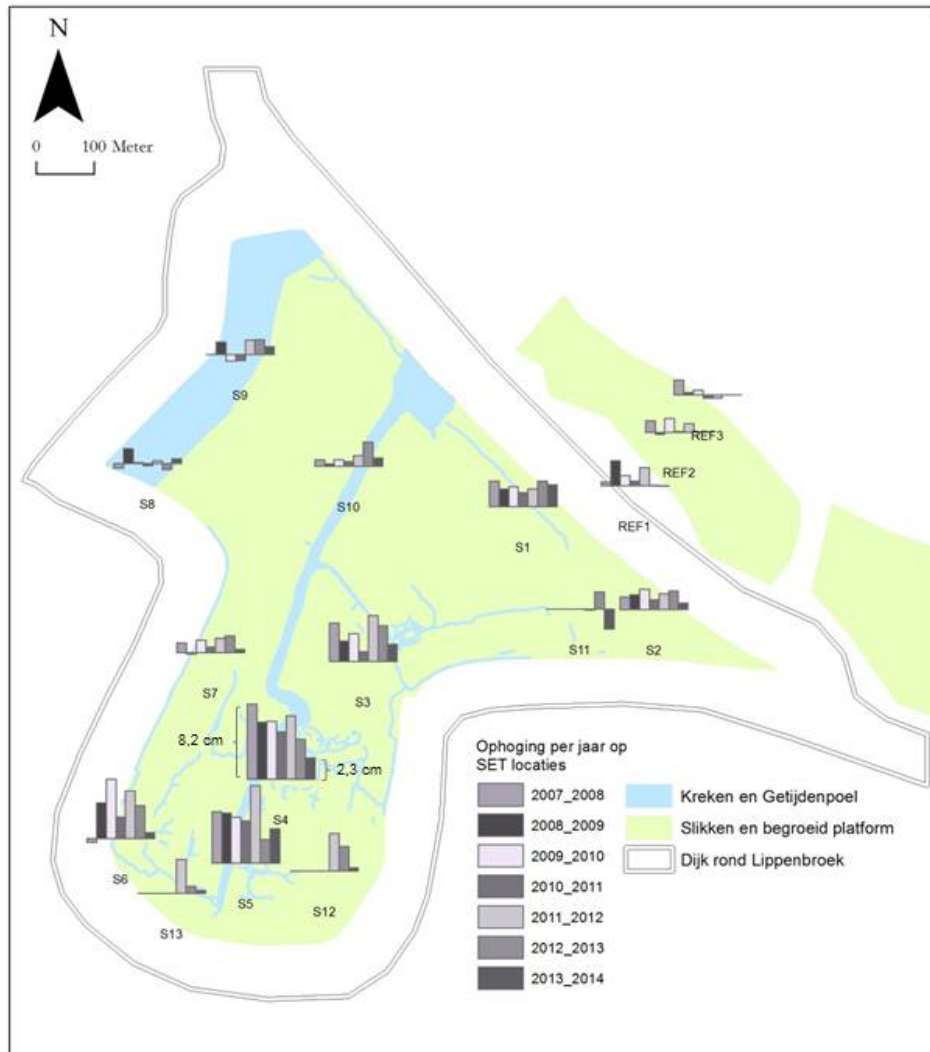 N
0 100 Meter
S9
REF3
S8
S10
REF2
S1
REF1
S11
S2
S7
S3
8,2 cm
2,3 cm
S4
S6
S5
S12
S13
Ophoging per jaar op
SET locaties
2007_2008
2008_2009
2009_2010
2010_2011
2011_2012
2012_2013
2013_2014
Kreken en Getijdenpoel
Slikken en begroeid platform
Dijk rond Lippenbroek